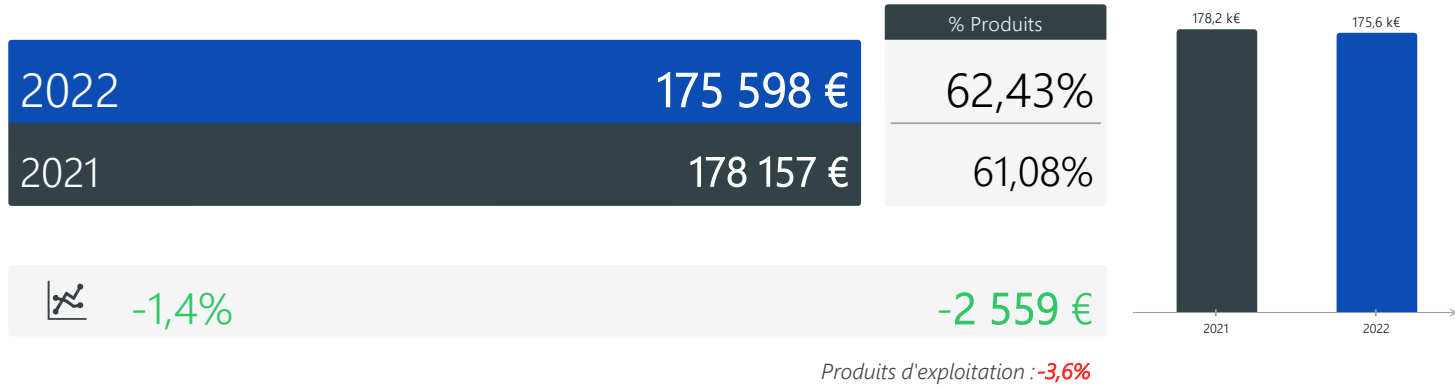 % Produits
2022 175 598 € 62,43%
2021 178 157 € 61,08%
-1,4% -2 559 €
Produits d'exploitation : -3,6%
178,2 k€ 175,6 k€
2021 2022